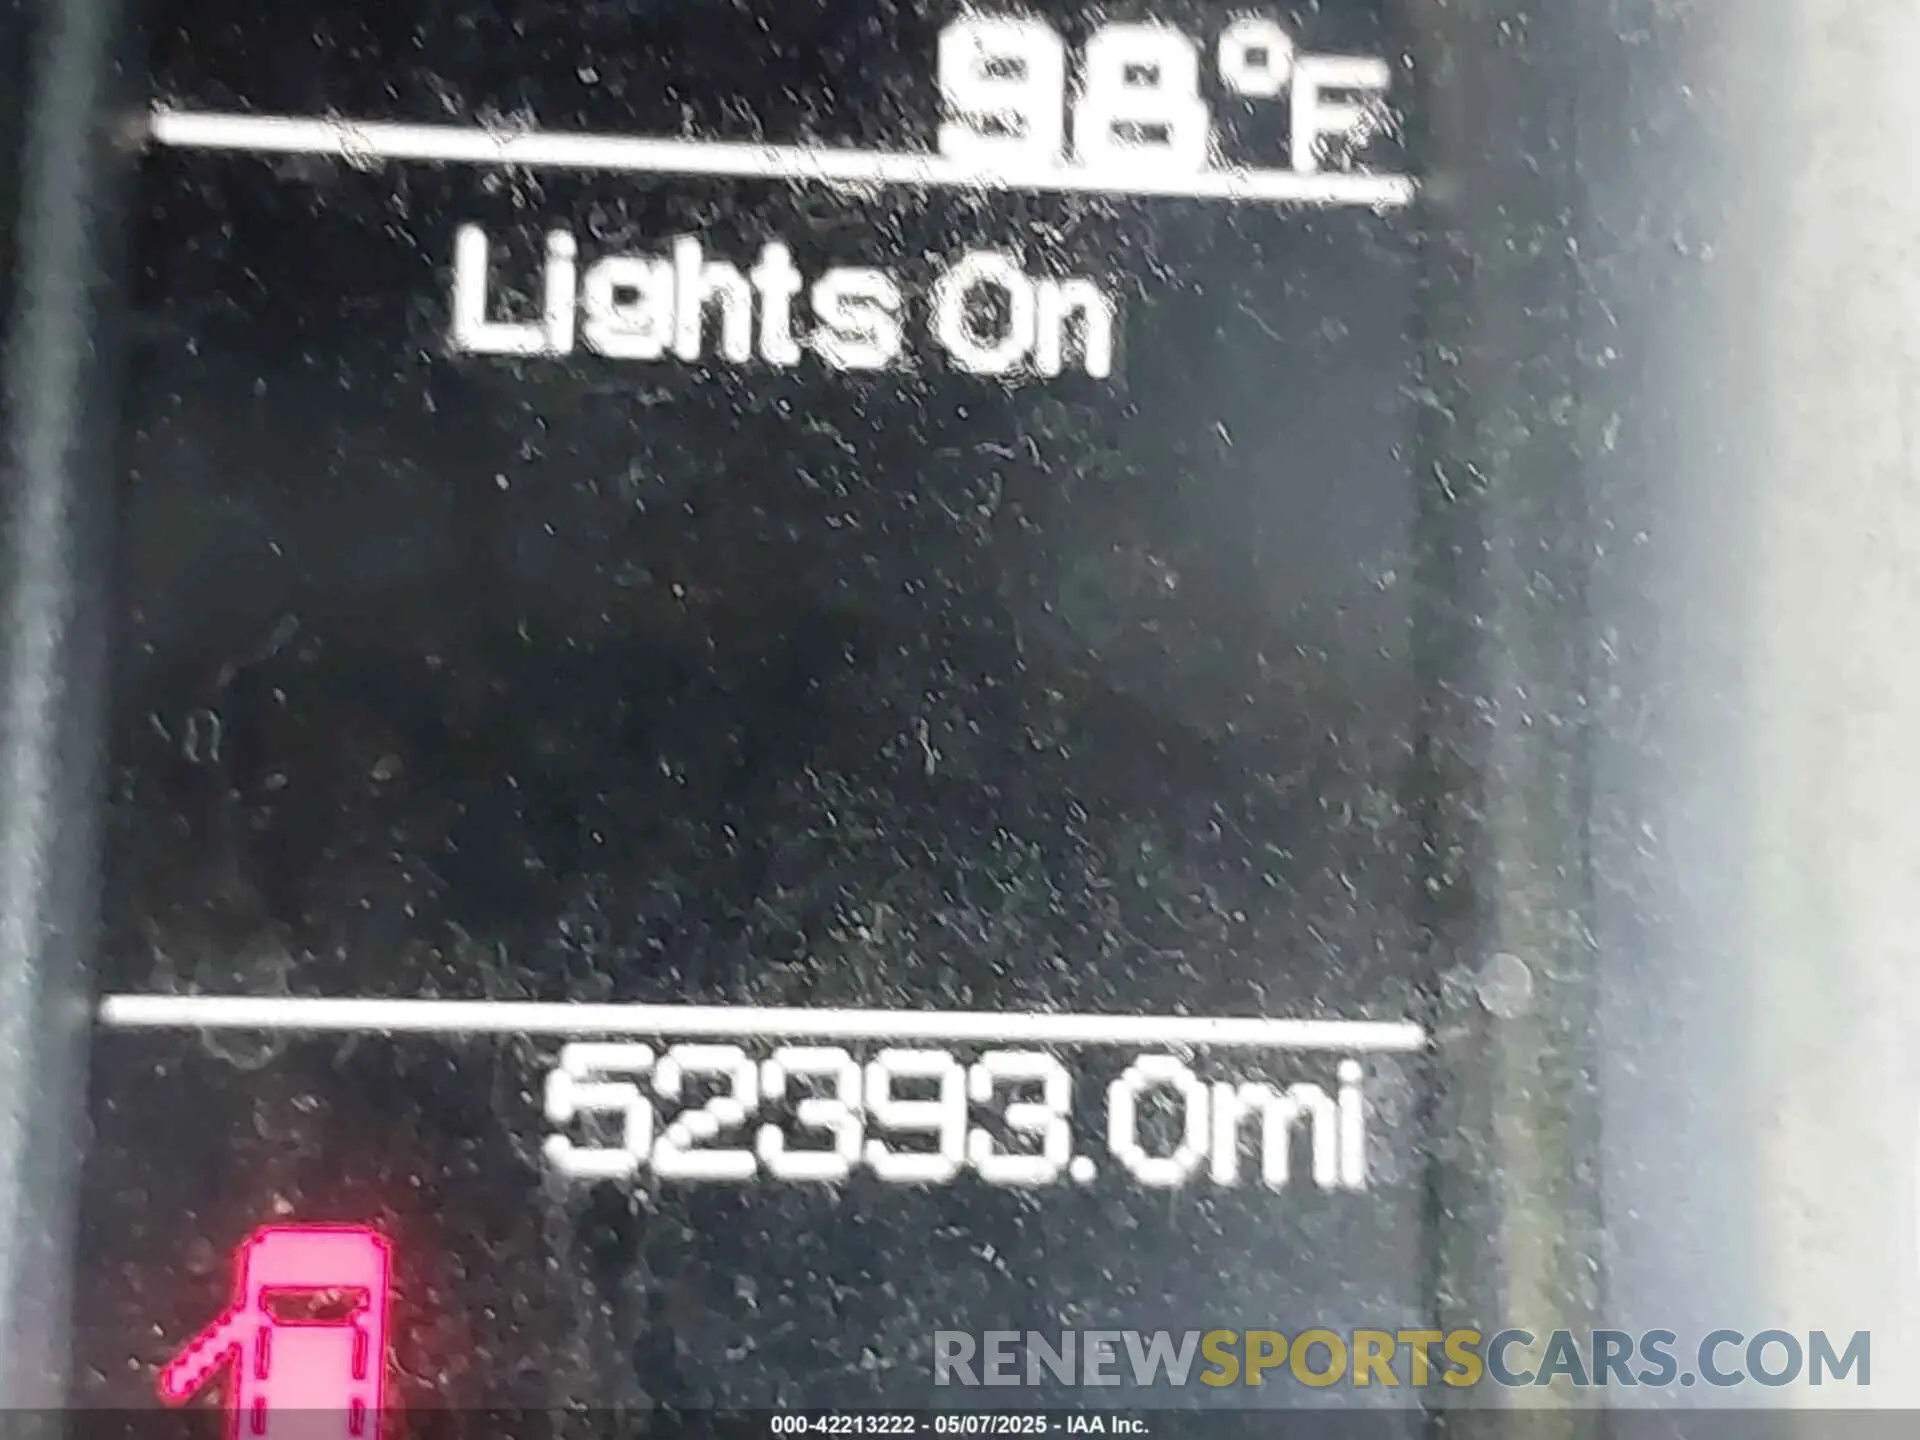 98°F
Lights On
52393.0mi
RENEWSPORTSCARS.COM
000-42213222 - 05/07/2025 - IAA Inc.